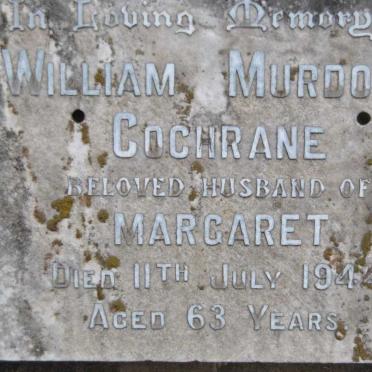 In Loving Memory
WILLIAM MURDO
COCHRANE
BELOVED HUSBAND OF
MARGARET
DIED 11TH JULY 194
AGED 63 YEARS